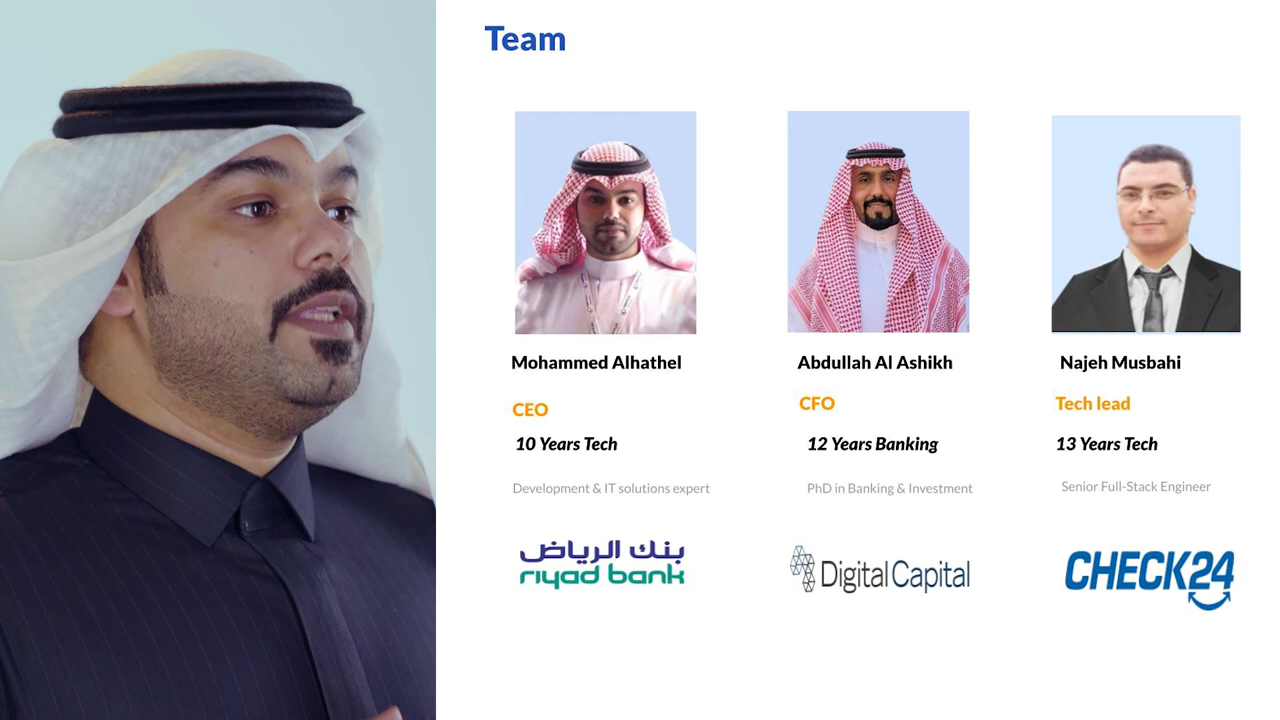 Team
Mohammed Alhathel
CEO
10 Years Tech
Development & IT solutions expert
بنك الرياض
riyad bank
Abdullah Al Ashikh
CFO
12 Years Banking
PhD in Banking & Investment
Digital Capital
Najeh Musbahi
Tech lead
13 Years Tech
Senior Full-Stack Engineer
CHECK24